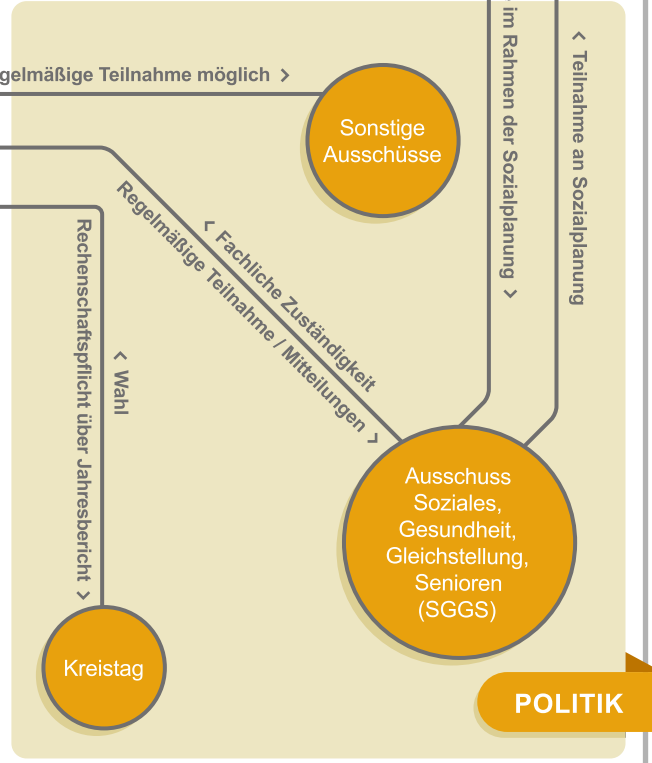 gelmäßige Teilnahme möglich >
Sonstige
Ausschüsse
im Rahmen der Sozialplanung >
< Teilnahme an Sozialplanung
< Fachliche Zuständigkeit
Regelmäßige Teilnahme / Mitteilungen >
Rechenschaftspflicht über Jahresbericht >
< Wahl
Ausschuss
Soziales,
Gesundheit,
Gleichstellung,
Senioren
(SGGS)
Kreistag
POLITIK